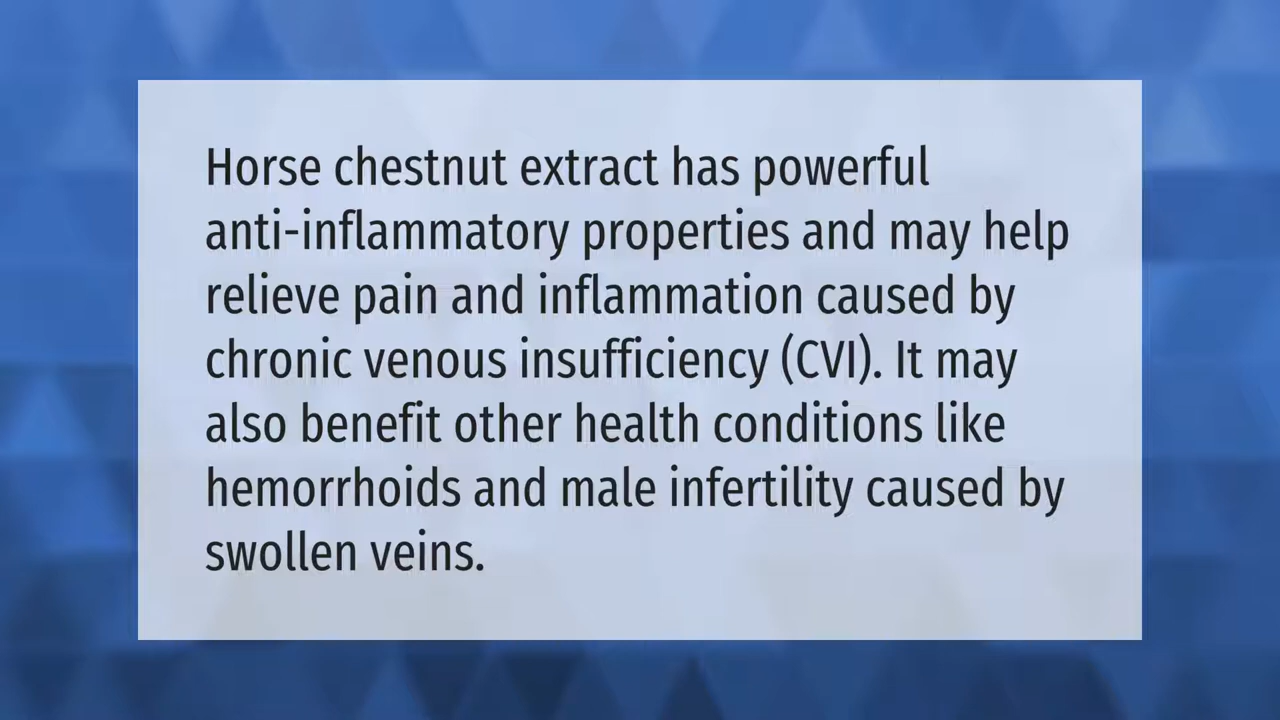 Horse chestnut extract has powerful
anti-inflammatory properties and may help
relieve pain and inflammation caused by
chronic venous insufficiency (CVI). It may
also benefit other health conditions like
hemorrhoids and male infertility caused by
swollen veins.